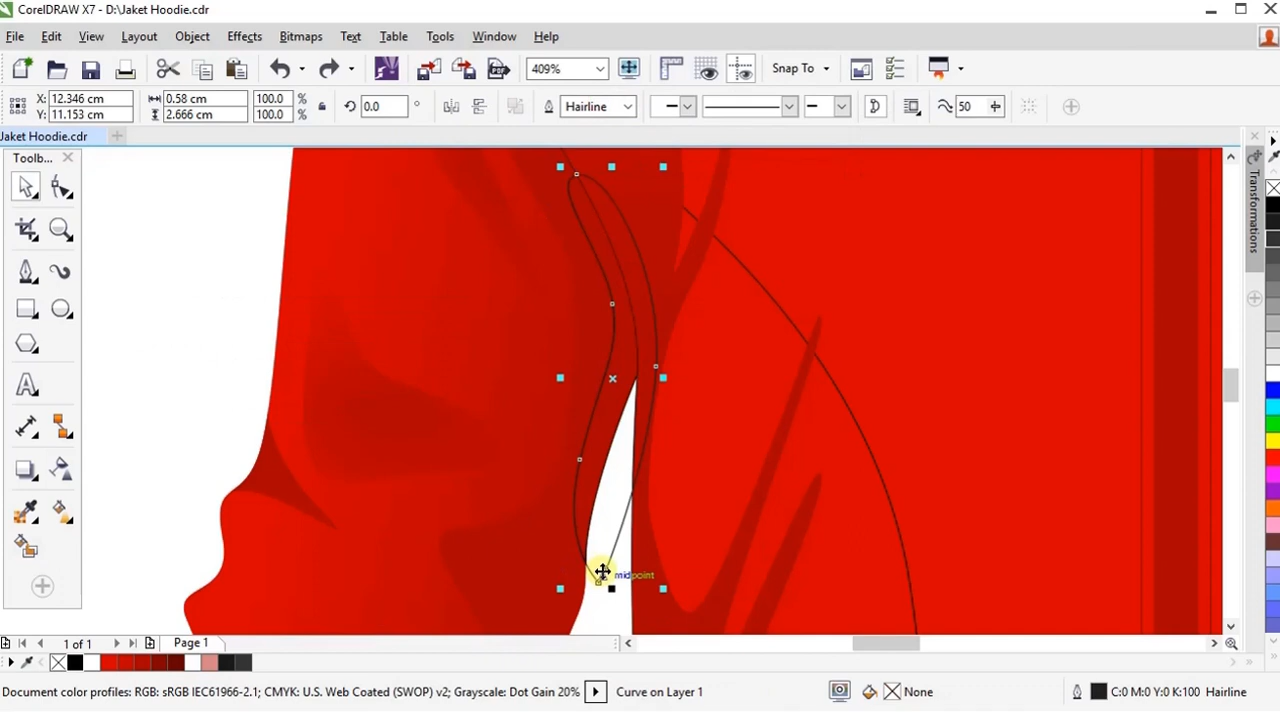 CorelDRAW X7 - D:\Jaket Hoodie.cdr
File Edit View Layout Object Effects Bitmaps Text Table Tools Window Help
PDF 409% Snap To
X: 12.346 cm 0.58 cm 100.0 % 0.0 ° Hairline 50
Y: 11.153 cm 2.666 cm 100.0 %
Jaket Hoodie.cdr
Toolb...
Transformations
midpoint
1 of 1 Page 1
Document color profiles: RGB: sRGB IEC61966-2.1; CMYK: U.S. Web Coated (SWOP) v2; Grayscale: Dot Gain 20% Curve on Layer 1 None C:0 M:0 Y:0 K:100 Hairline